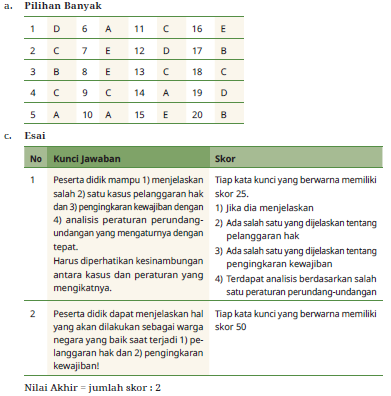 a. Pilihan Banyak
1 D 6 A 11 C 16 E
2 C 7 E 12 D 17 B
3 B 8 E 13 C 18 C
4 C 9 C 14 A 19 D
5 A 10 A 15 E 20 B
c. Esai
No Kunci Jawaban Skor
1 Peserta didik mampu 1) menjelaskan
salah 2) satu kasus pelanggaran hak
dan 3) pengingkaran kewajiban dengan
4) analisis peraturan perundang-
undangan yang mengaturnya dengan
tepat.
Harus diperhatikan kesinambungan
antara kasus dan peraturan yang
mengikatnya.
Tiap kata kunci yang berwarna memiliki
skor 25.
1) Jika dia menjelaskan
2) Ada salah satu yang dijelaskan tentang
pelanggaran hak
3) Ada salah satu yang dijelaskan tentang
pengingkaran kewajiban
4) Terdapat analisis berdasarkan salah
satu peraturan perundang-undangan
2 Peserta didik dapat menjelaskan hal
yang akan dilakukan sebagai warga
negara yang baik saat terjadi 1) pe-
langgaran hak dan 2) pengingkaran
kewajiban!
Tiap kata kunci yang berwarna memiliki
skor 50
Nilai Akhir = jumlah skor : 2